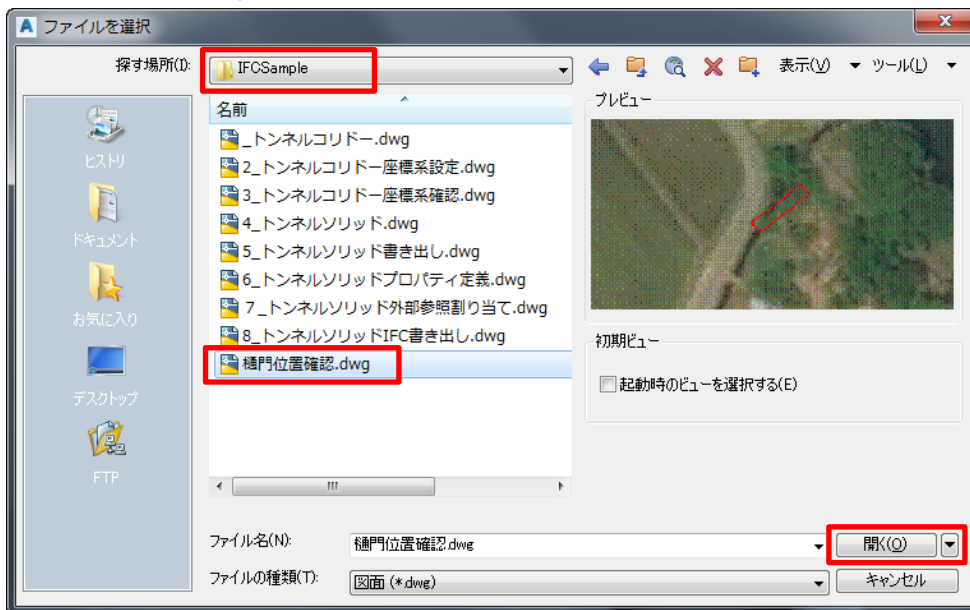 ファイルを選択
探す場所(I):
IFCSample
表示(V)
ツール(L)
ヒストリ
ドキュメント
お気に入り
デスクトップ
FTP
名前
_トンネルコリドー.dwg
2_トンネルコリドー座標系設定.dwg
3_トンネルコリドー座標系確認.dwg
4_トンネルソリッド.dwg
5_トンネルソリッド書き出し.dwg
6_トンネルソリッドプロパティ定義.dwg
７_トンネルソリッド外部参照割り当て.dwg
8_トンネルソリッドIFC書き出し.dwg
樋門位置確認.dwg
プレビュー
初期ビュー
起動時のビューを選択する(E)
ファイル名(N):
樋門位置確認.dwg
開く(O)
ファイルの種類(T):
図面 (*.dwg)
キャンセル